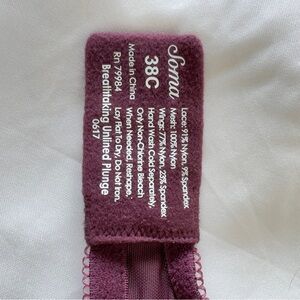 Soma
38C
Made in China
Rn 79984
Breathtaking Unlined Plunge
0617
Lace: 91% Nylon, 9% Spandex
Mesh: 100% Nylon
Wings: 77% Nylon, 23% Spandex
Hand Wash Cold Separately.
Only Non-Chlorine Bleach
When Needed, Reshape,
Lay Flat To Dry, Do Not Iron.